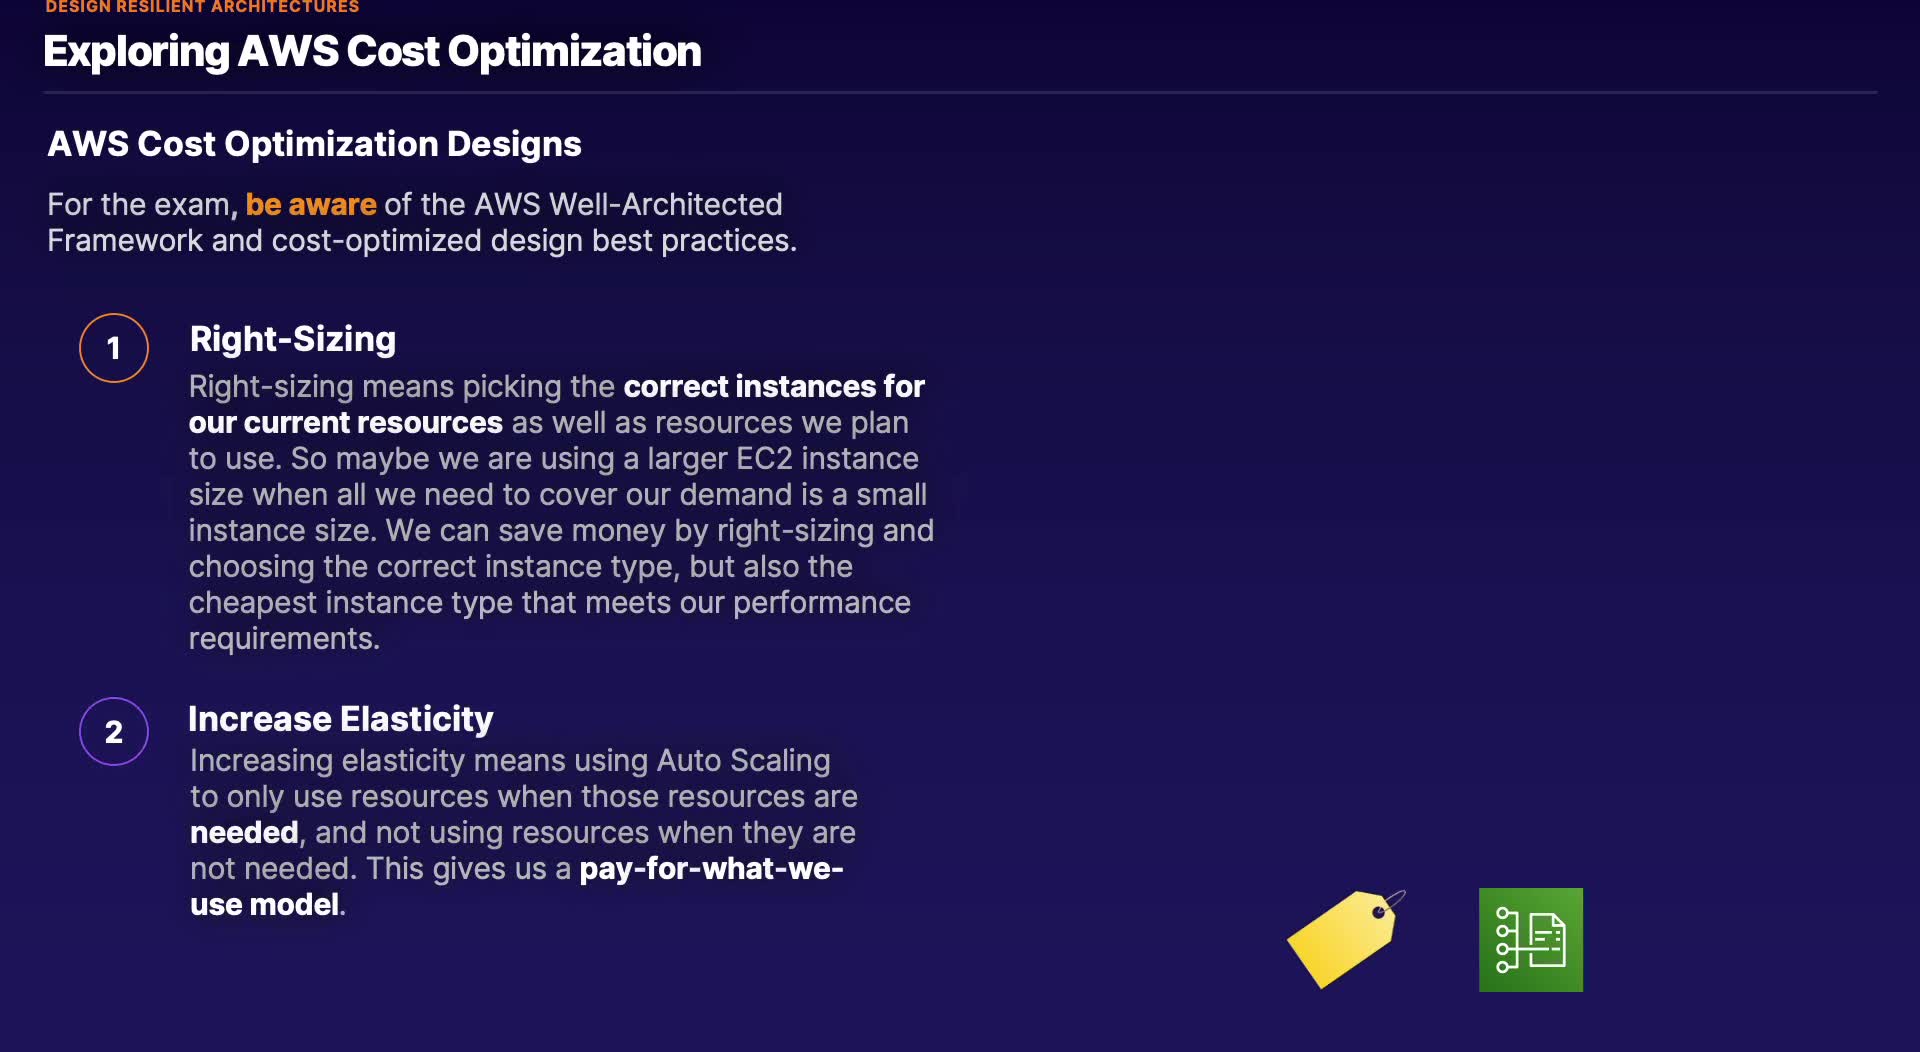 DESIGN RESILIENT ARCHITECTURES
Exploring AWS Cost Optimization
AWS Cost Optimization Designs
For the exam, be aware of the AWS Well-Architected
Framework and cost-optimized design best practices.
1
Right-Sizing
Right-sizing means picking the correct instances for
our current resources as well as resources we plan
to use. So maybe we are using a larger EC2 instance
size when all we need to cover our demand is a small
instance size. We can save money by right-sizing and
choosing the correct instance type, but also the
cheapest instance type that meets our performance
requirements.
2
Increase Elasticity
Increasing elasticity means using Auto Scaling
to only use resources when those resources are
needed, and not using resources when they are
not needed. This gives us a pay-for-what-we-
use model.